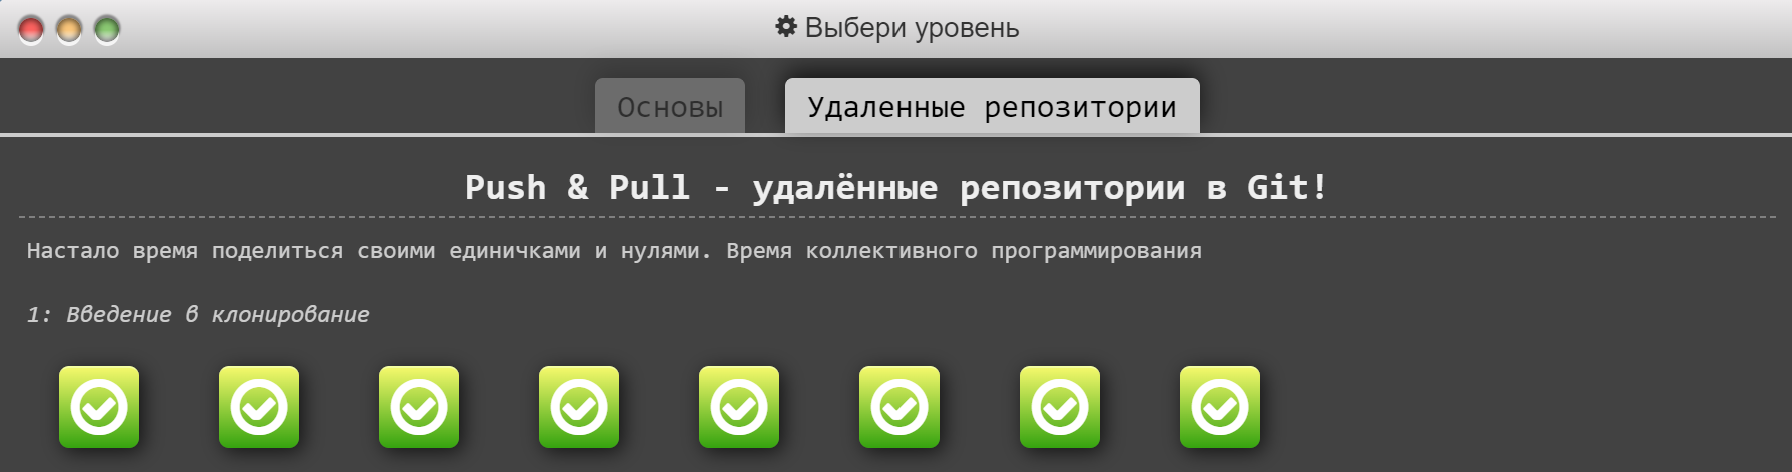 Выбери уровень
Основы
Удаленные репозитории
Push & Pull - удалённые репозитории в Git!
Настало время поделиться своими единичками и нулями. Время коллективного программирования
1: Введение в клонирование